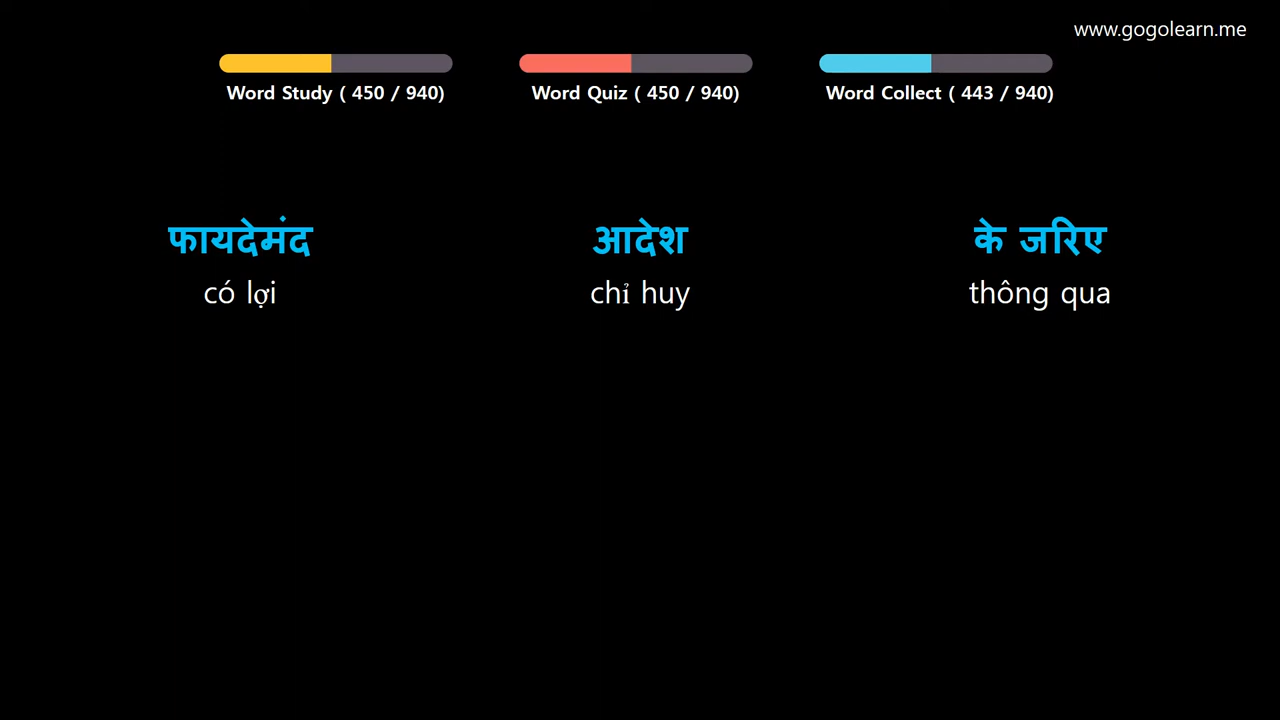 www.gogolearn.me
Word Study ( 450 / 940)
Word Quiz ( 450 / 940)
Word Collect ( 443 / 940)
फायदेमंद
có lợi
आदेश
chỉ huy
के जरिए
thông qua